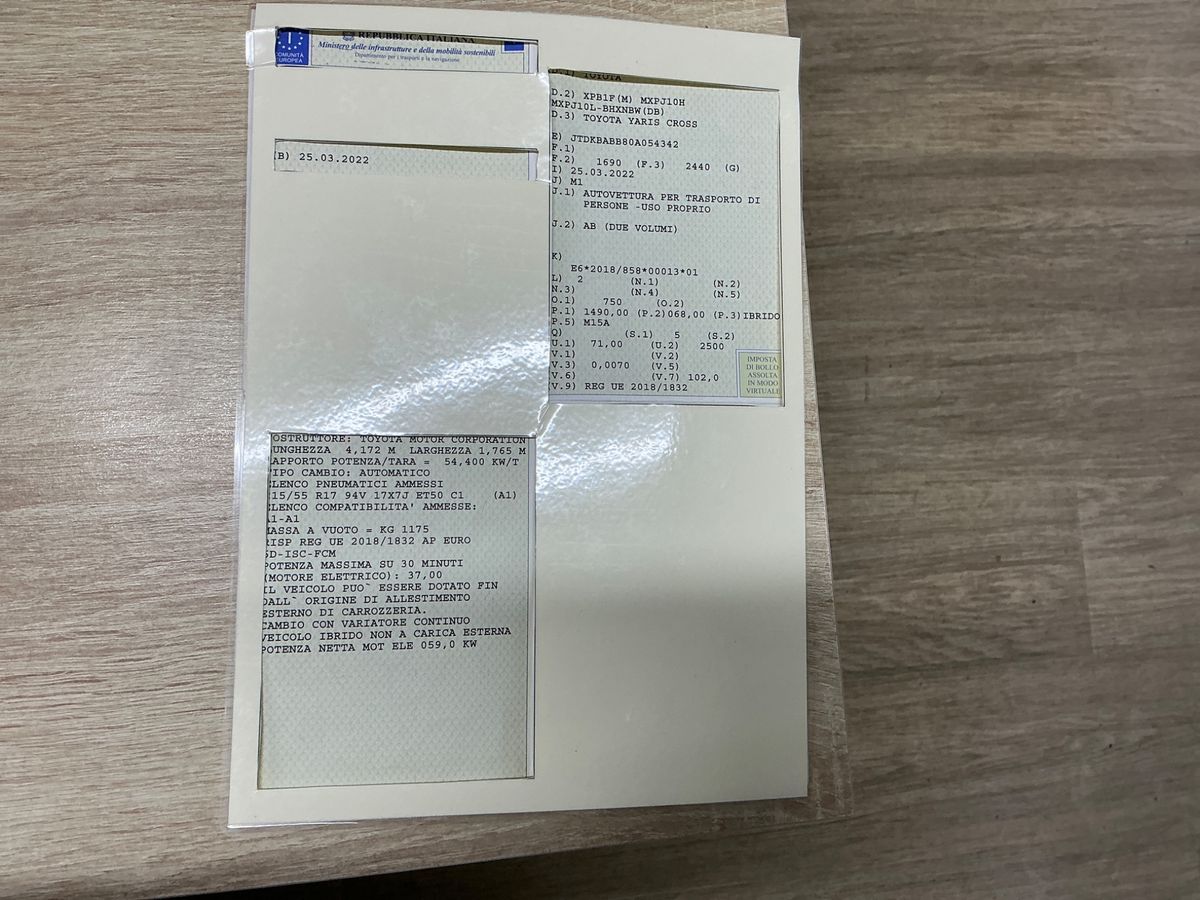 REPUBBLICA ITALIANA
Ministero delle infrastrutture e della mobilità sostenibili
Dipartimento per i trasporti e la navigazione
COMUNITÀ
EUROPEA
(B) 25.03.2022
D.1) TOYOTA
D.2) XPB1F(M) MXPJ10H
MXPJ10L-BHXNBW(DB)
D.3) TOYOTA YARIS CROSS
E) JTDKBABB80A054342
F.1)
F.2) 1690 (F.3) 2440 (G)
I) 25.03.2022
J) M1
J.1) AUTOVETTURA PER TRASPORTO DI
PERSONE -USO PROPRIO
J.2) AB (DUE VOLUMI)
K)
E6*2018/858*00013*01
L) 2 (N.1) (N.2)
N.3) (N.4) (N.5)
O.1) 750 (O.2)
P.1) 1490,00 (P.2)068,00 (P.3)IBRIDO
P.5) M15A
Q) (S.1) 5 (S.2)
U.1) 71,00 (U.2) 2500
V.1) (V.2)
V.3) 0,0070 (V.5)
V.6) (V.7) 102,0
(V.9) REG UE 2018/1832
IMPOSTA
DI BOLLO
ASSOLTA
IN MODO
VIRTUALE
OSTRUTTORE: TOYOTA MOTOR CORPORATION
UNGHEZZA 4,172 M LARGHEZZA 1,765 M
APPORTO POTENZA/TARA = 54,400 KW/T
TIPO CAMBIO: AUTOMATICO
ELENCO PNEUMATICI AMMESSI
15/55 R17 94V 17X7J ET50 C1 (A1)
ELENCO COMPATIBILITA' AMMESSE:
A1-A1
MASSA A VUOTO = KG 1175
RISP REG UE 2018/1832 AP EURO
6D-ISC-FCM
POTENZA MASSIMA SU 30 MINUTI
(MOTORE ELETTRICO): 37,00
IL VEICOLO PUO` ESSERE DOTATO FIN
DALL` ORIGINE DI ALLESTIMENTO
ESTERNO DI CARROZZERIA.
CAMBIO CON VARIATORE CONTINUO
VEICOLO IBRIDO NON A CARICA ESTERNA
POTENZA NETTA MOT ELE 059,0 KW